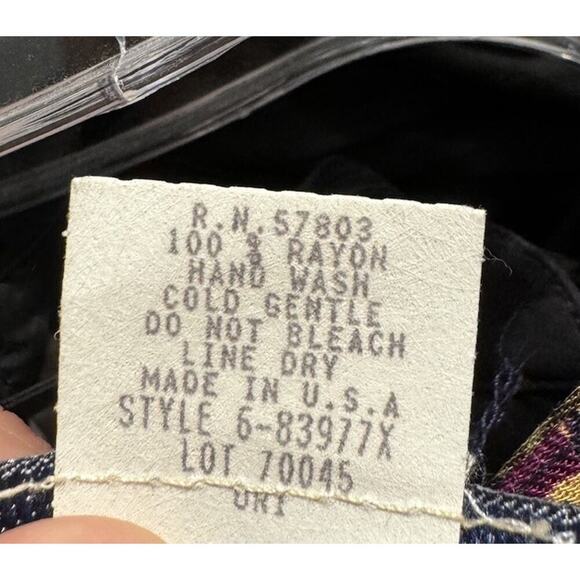 R.N.57803
100 % RAYON
HAND WASH
COLD GENTLE
DO NOT BLEACH
LINE DRY
MADE IN U.S.A
STYLE 6-83977X
LOT 70045